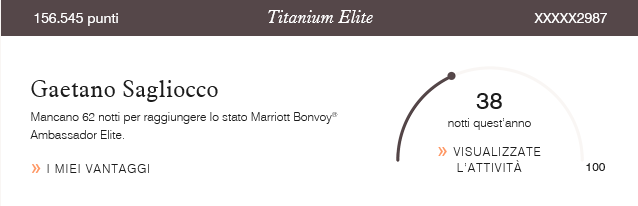 156.545 punti
Titanium Elite
XXXXX2987
Gaetano Sagliocco
Mancano 62 notti per raggiungere lo stato Marriott Bonvoy®
Ambassador Elite.
» I MIEI VANTAGGI
38
notti quest'anno
» VISUALIZZATE
L'ATTIVITÀ
100